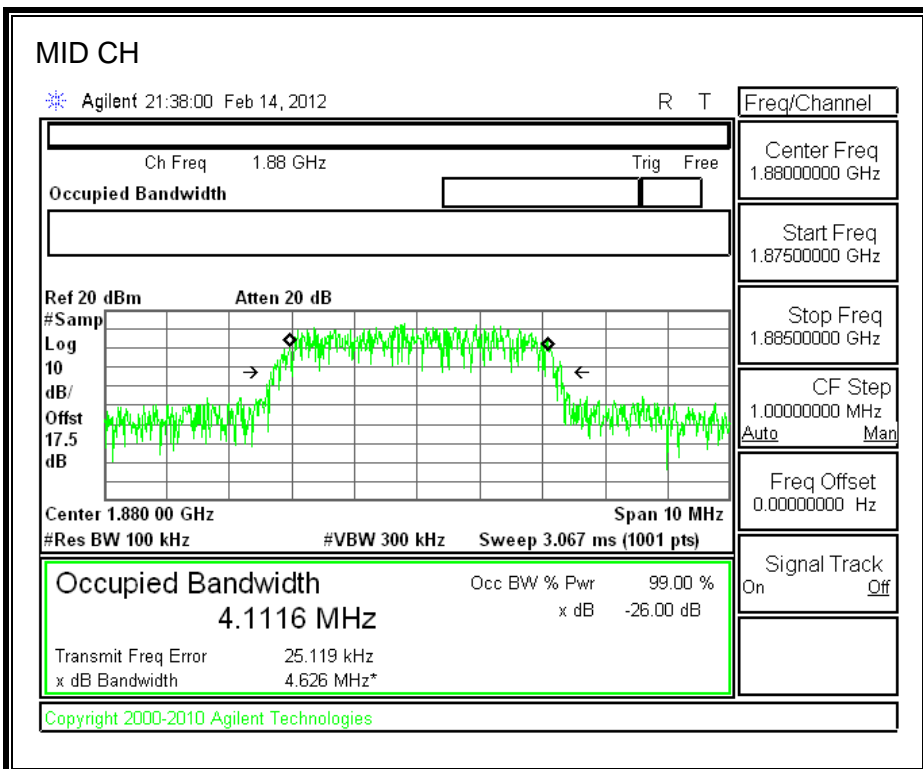 MID CH
Agilent 21:38:00 Feb 14, 2012 R T
Freq/Channel
Ch Freq 1.88 GHz Trig Free
Occupied Bandwidth
Center Freq
1.88000000 GHz
Start Freq
1.87500000 GHz
Stop Freq
1.88500000 GHz
CF Step
1.00000000 MHz
Auto Man
Freq Offset
0.00000000 Hz
Signal Track
On Off
Ref 20 dBm Atten 20 dB
#Samp
Log
10
dB/
Offst
17.5
dB
Center 1.880 00 GHz Span 10 MHz
#Res BW 100 kHz #VBW 300 kHz Sweep 3.067 ms (1001 pts)
Occupied Bandwidth Occ BW % Pwr 99.00 %
4.1116 MHz x dB -26.00 dB
Transmit Freq Error 25.119 kHz
x dB Bandwidth 4.626 MHz*
Copyright 2000-2010 Agilent Technologies